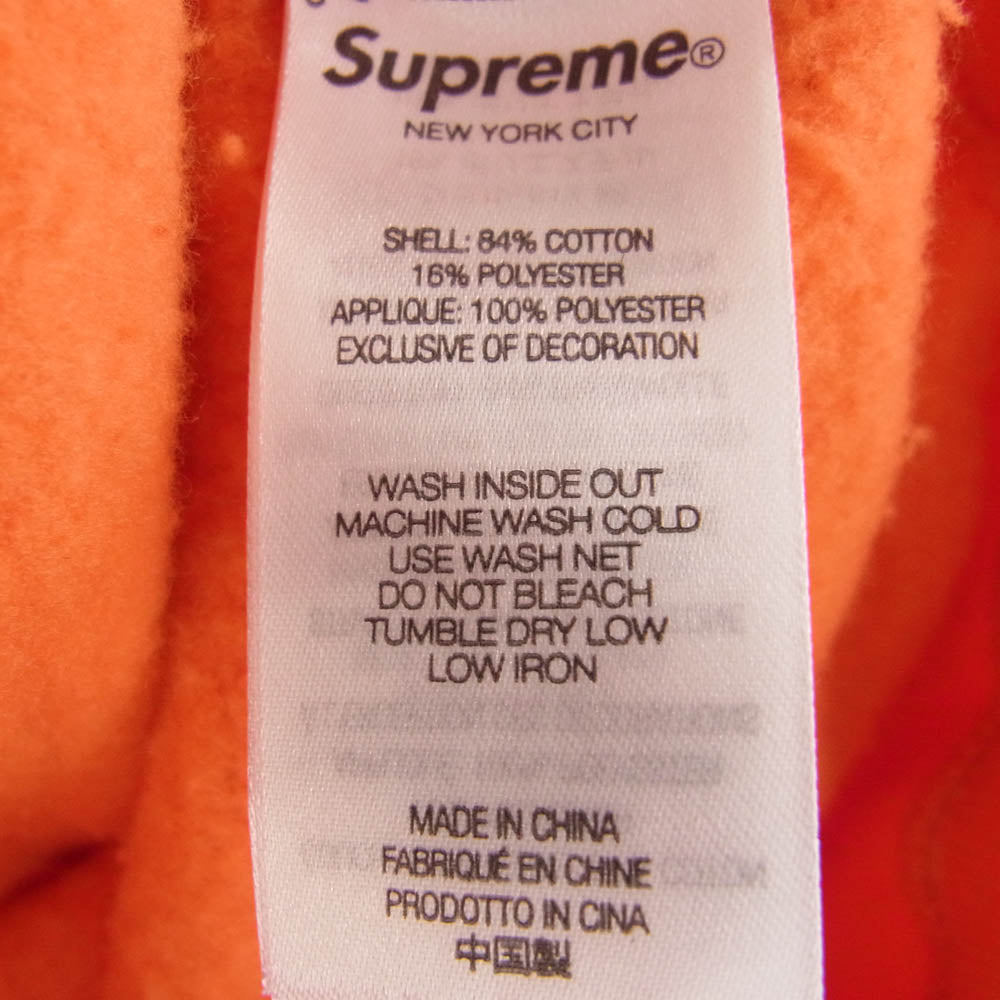 Supreme®
NEW YORK CITY
SHELL: 84% COTTON
16% POLYESTER
APPLIQUE: 100% POLYESTER
EXCLUSIVE OF DECORATION
WASH INSIDE OUT
MACHINE WASH COLD
USE WASH NET
DO NOT BLEACH
TUMBLE DRY LOW
LOW IRON
MADE IN CHINA
FABRIQUÉ EN CHINE
PRODOTTO IN CINA
中国製